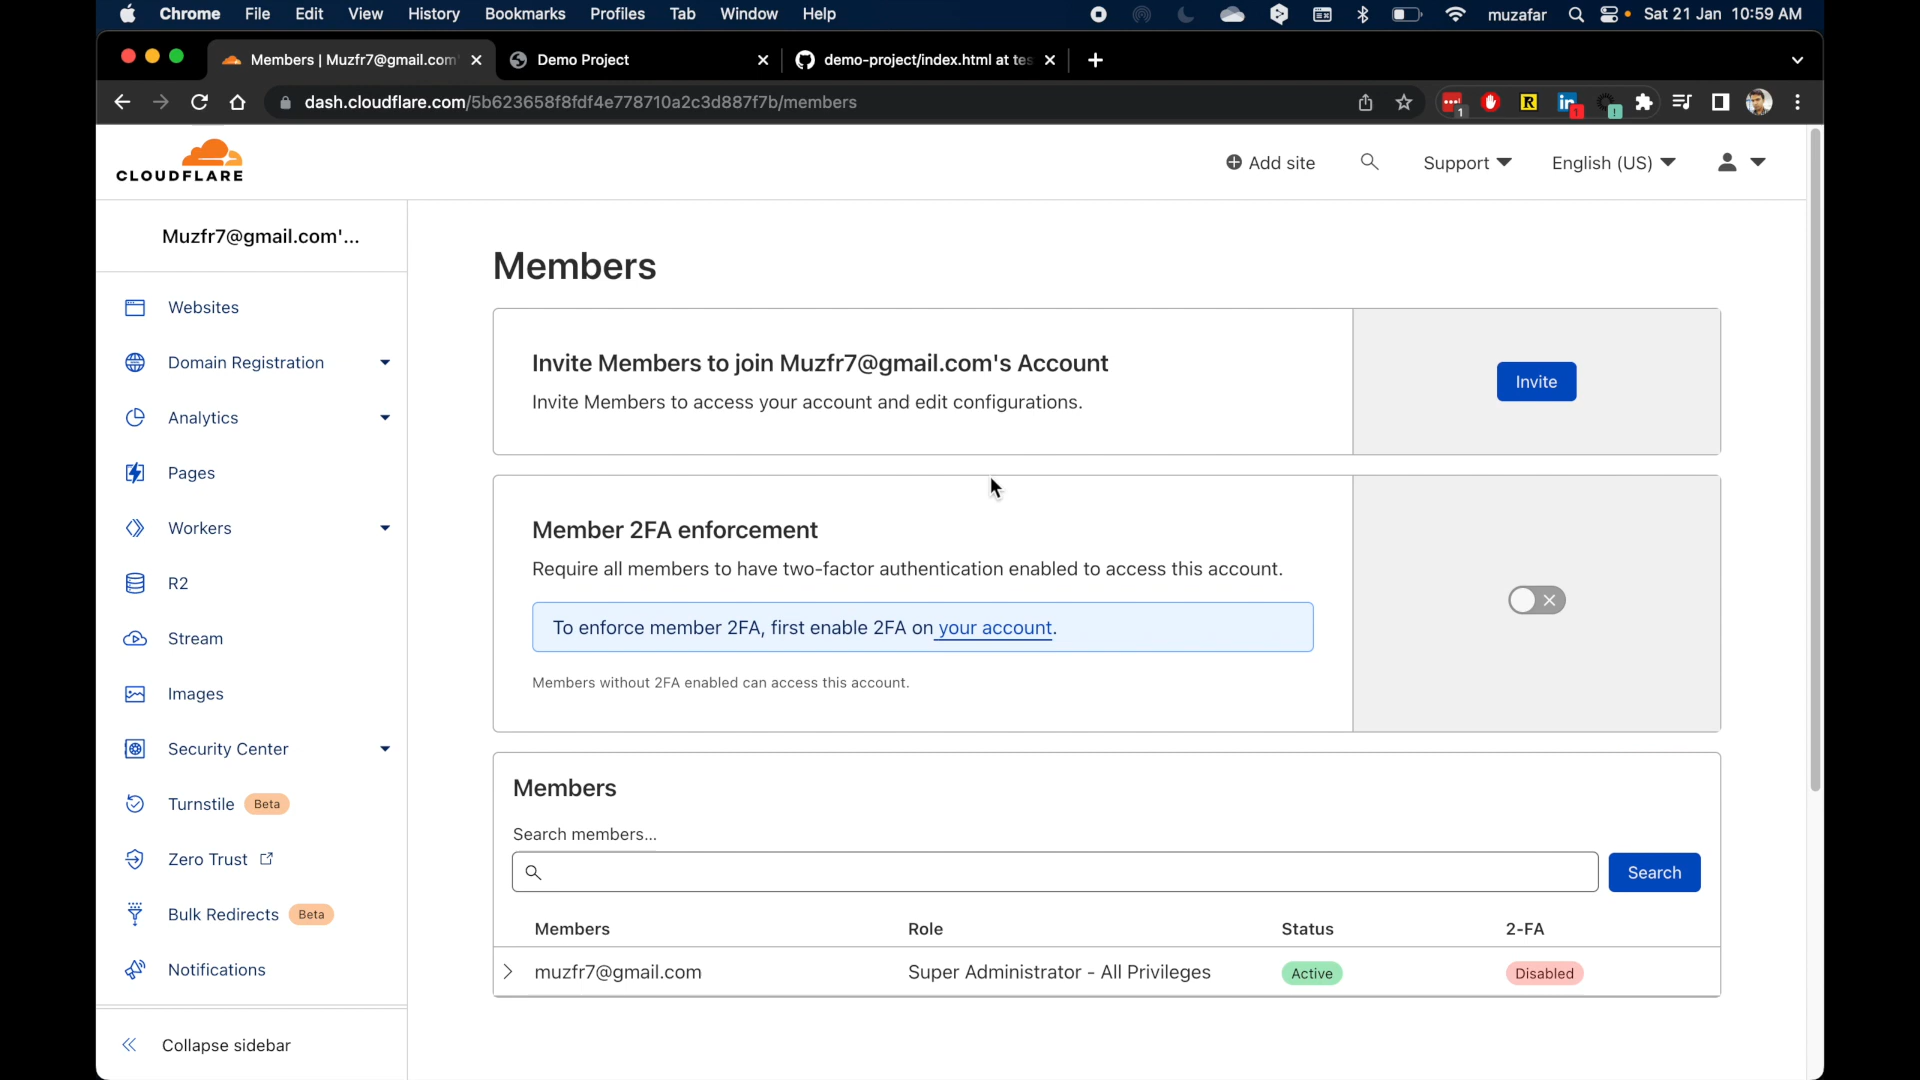 Chrome File Edit View History Bookmarks Profiles Tab Window Help muzafar Sat 21 Jan 10:59 AM
Members | Muzfr7@gmail.com' Demo Project demo-project/index.html at tes
dash.cloudflare.com/5b623658f8fdf4e778710a2c3d887f7b/members
CLOUDFLARE
Add site Support English (US)
Muzfr7@gmail.com'...
Websites
Domain Registration
Analytics
Pages
Workers
R2
Stream
Images
Security Center
Turnstile Beta
Zero Trust
Bulk Redirects Beta
Notifications
Collapse sidebar
Members
Invite Members to join Muzfr7@gmail.com's Account
Invite Members to access your account and edit configurations.
Invite
Member 2FA enforcement
Require all members to have two-factor authentication enabled to access this account.
To enforce member 2FA, first enable 2FA on your account.
Members without 2FA enabled can access this account.
Members
Search members...
Search
Members Role Status 2-FA
muzfr7@gmail.com Super Administrator - All Privileges Active Disabled